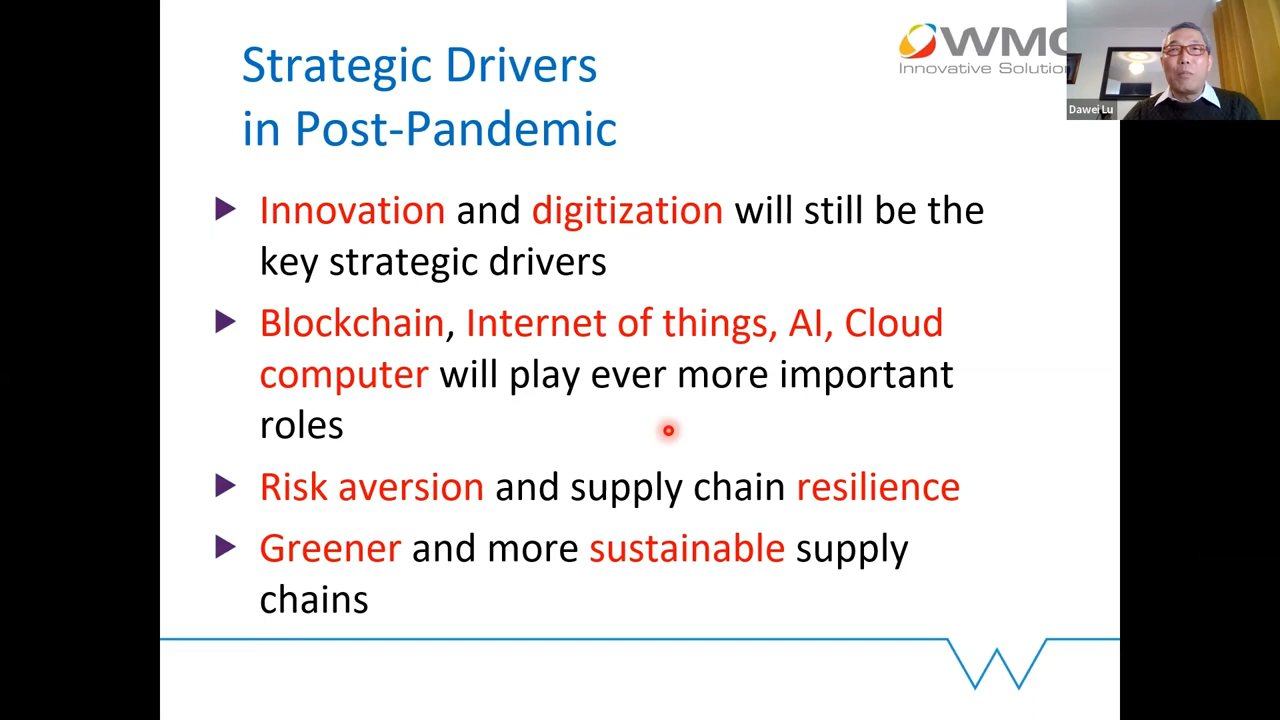 Strategic Drivers
in Post-Pandemic
WMG
Innovative Solution
Dawei Lu
Innovation and digitization will still be the
key strategic drivers
Blockchain, Internet of things, AI, Cloud
computer will play ever more important
roles
Risk aversion and supply chain resilience
Greener and more sustainable supply
chains